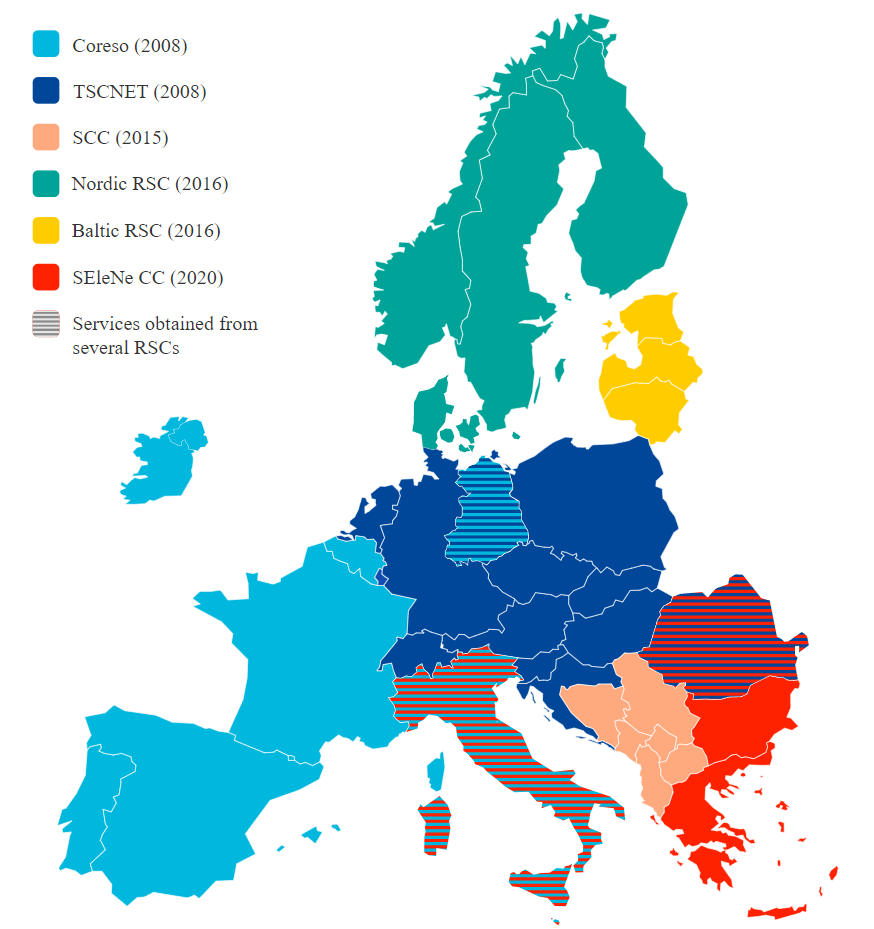 Coreso (2008)
TSCNET (2008)
SCC (2015)
Nordic RSC (2016)
Baltic RSC (2016)
SEleNe CC (2020)
Services obtained from
several RSCs